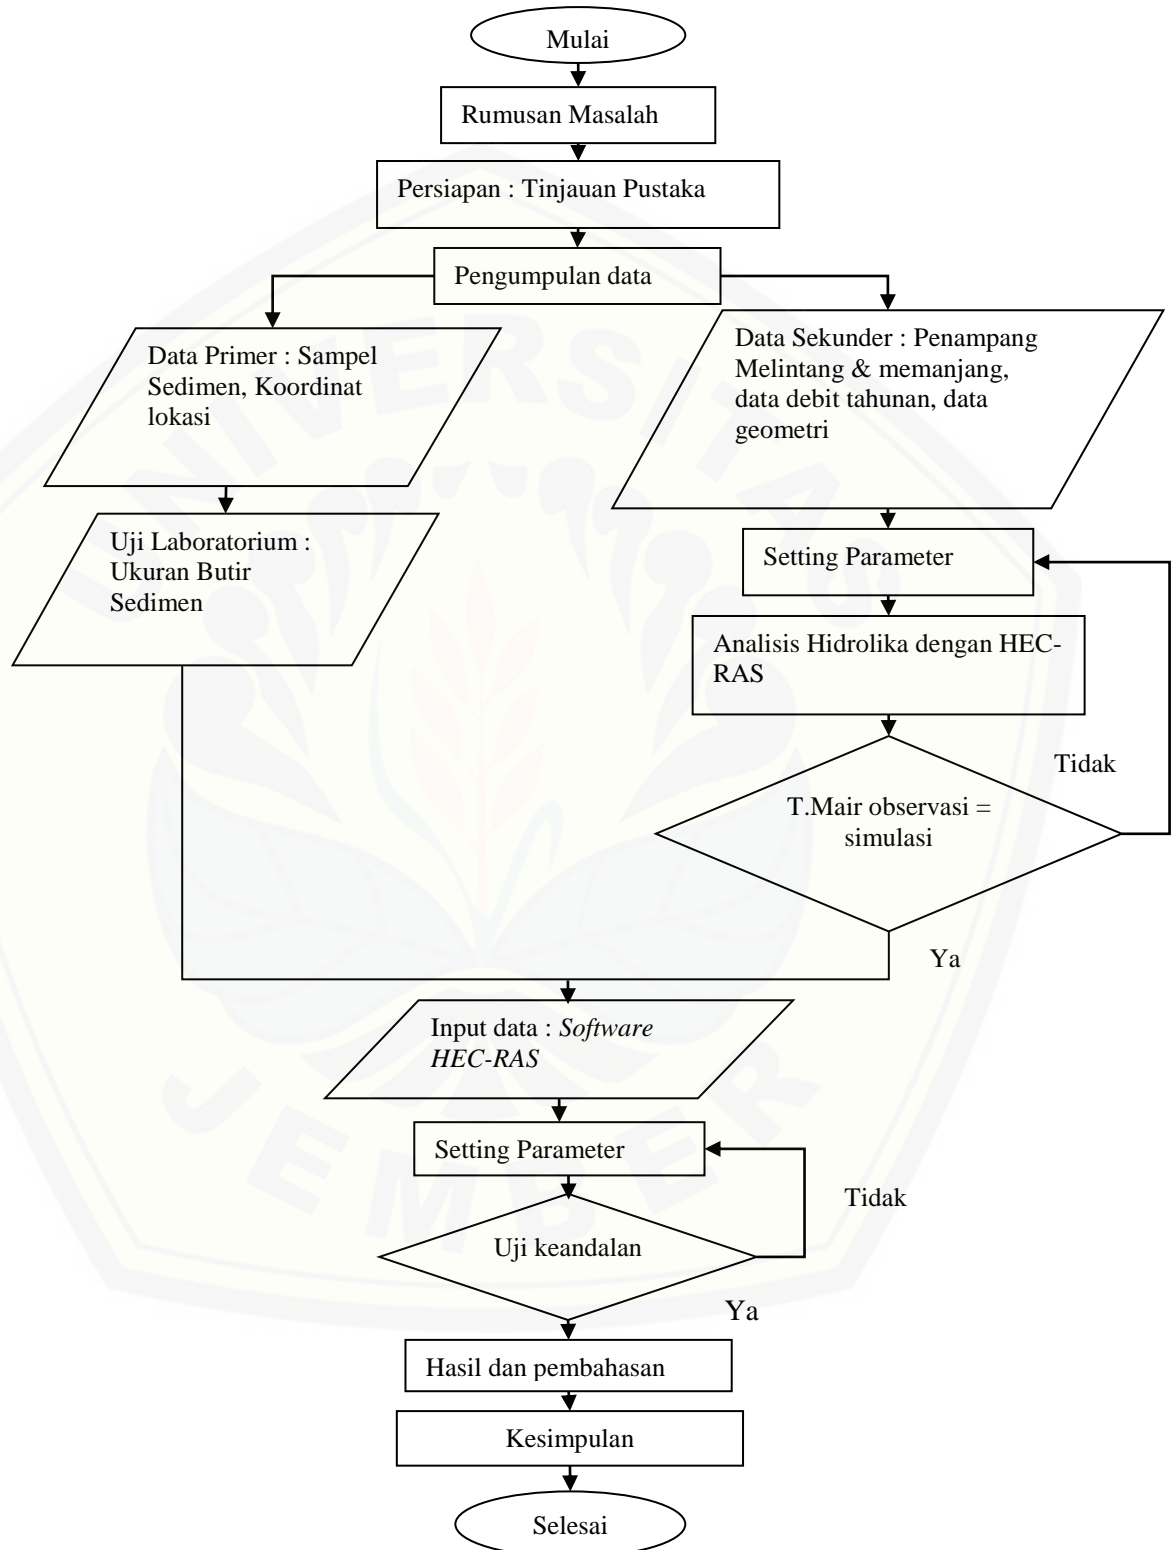 Mulai
Rumusan Masalah
Persiapan : Tinjauan Pustaka
Pengumpulan data
Data Primer : Sampel
Sedimen, Koordinat
lokasi
Data Sekunder : Penampang
Melintang & memanjang,
data debit tahunan, data
geometri
Uji Laboratorium :
Ukuran Butir
Sedimen
Setting Parameter
Analisis Hidrolika dengan HEC-
RAS
Tidak
T.Mair observasi =
simulasi
Ya
Input data : Software
HEC-RAS
Setting Parameter
Tidak
Uji keandalan
Ya
Hasil dan pembahasan
Kesimpulan
Selesai
UNIVERSITAS
JEMBER